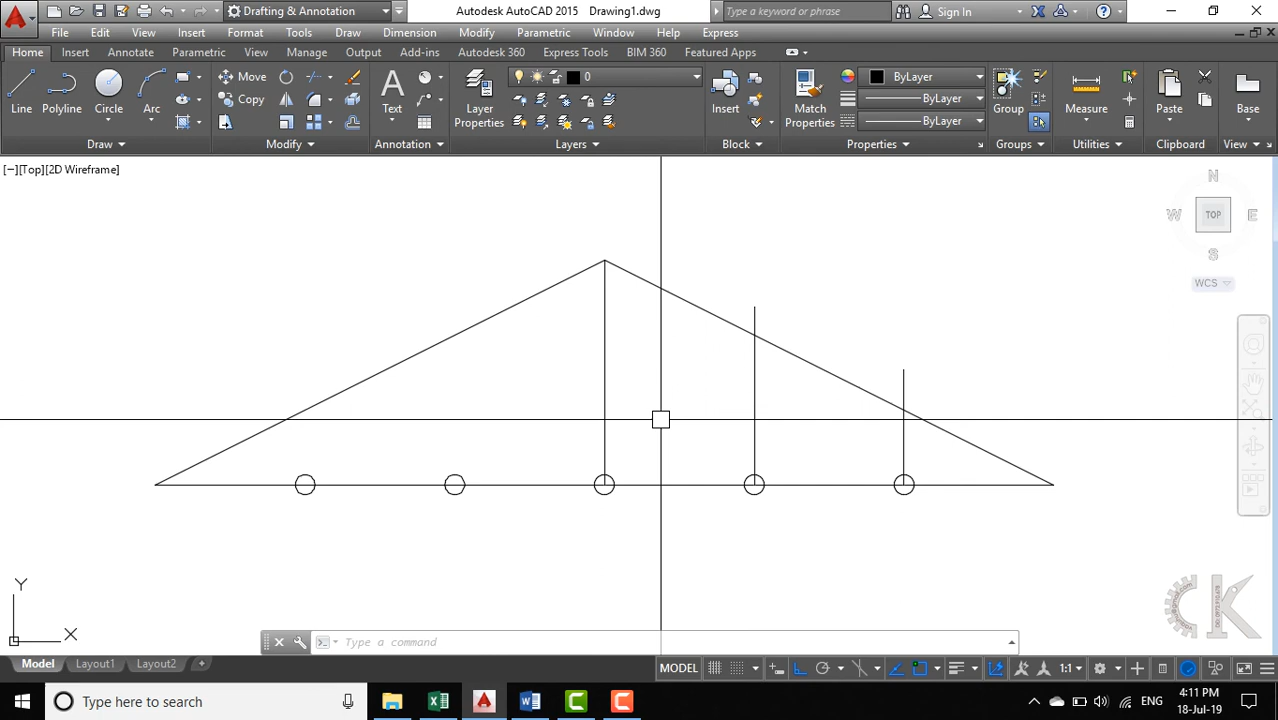 Drafting & Annotation
Autodesk AutoCAD 2015 Drawing1.dwg
Type a keyword or phrase
Sign In
File Edit View Insert Format Tools Draw Dimension Modify Parametric Window Help Express
Home Insert Annotate Parametric View Manage Output Add-ins Autodesk 360 Express Tools BIM 360 Featured Apps
Move
Copy
0
ByLayer
ByLayer
ByLayer
Line Polyline Circle Arc
Text
Layer Properties
Insert
Match Properties
Group
Measure
Paste
Base
Draw Modify Annotation Layers Block Properties Groups Utilities Clipboard View
[−][Top][2D Wireframe]
N
W TOP E
S
WCS
Y
X
Type a command
Model Layout1 Layout2 +
MODEL 1:1
Type here to search
ENG
4:11 PM
18-Jul-19